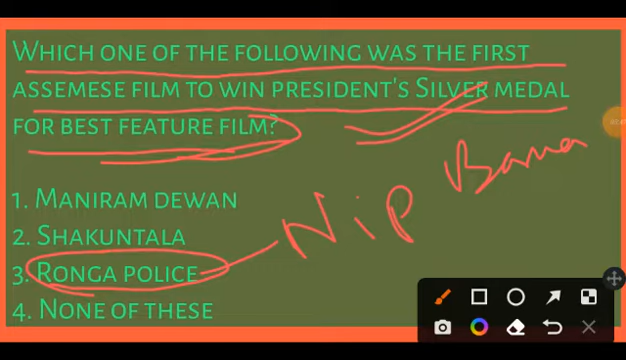 Which one of the following was the first
Assemese film to win president's Silver medal
for best feature film?
1. Maniram dewan
2. Shakuntala
3. Ronga police
4. None of these
Nip Barua